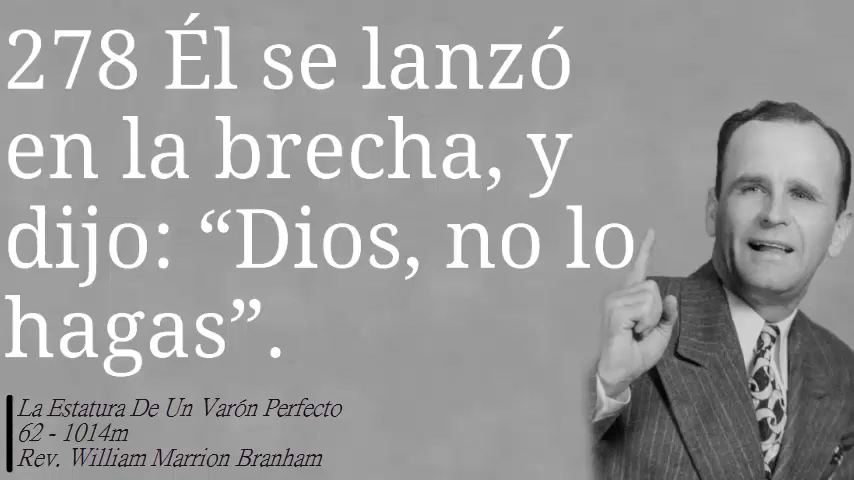 278 Él se lanzó
en la brecha, y
dijo: “Dios, no lo
hagas”.
La Estatura De Un Varón Perfecto
62 - 1014m
Rev. William Marrion Branham